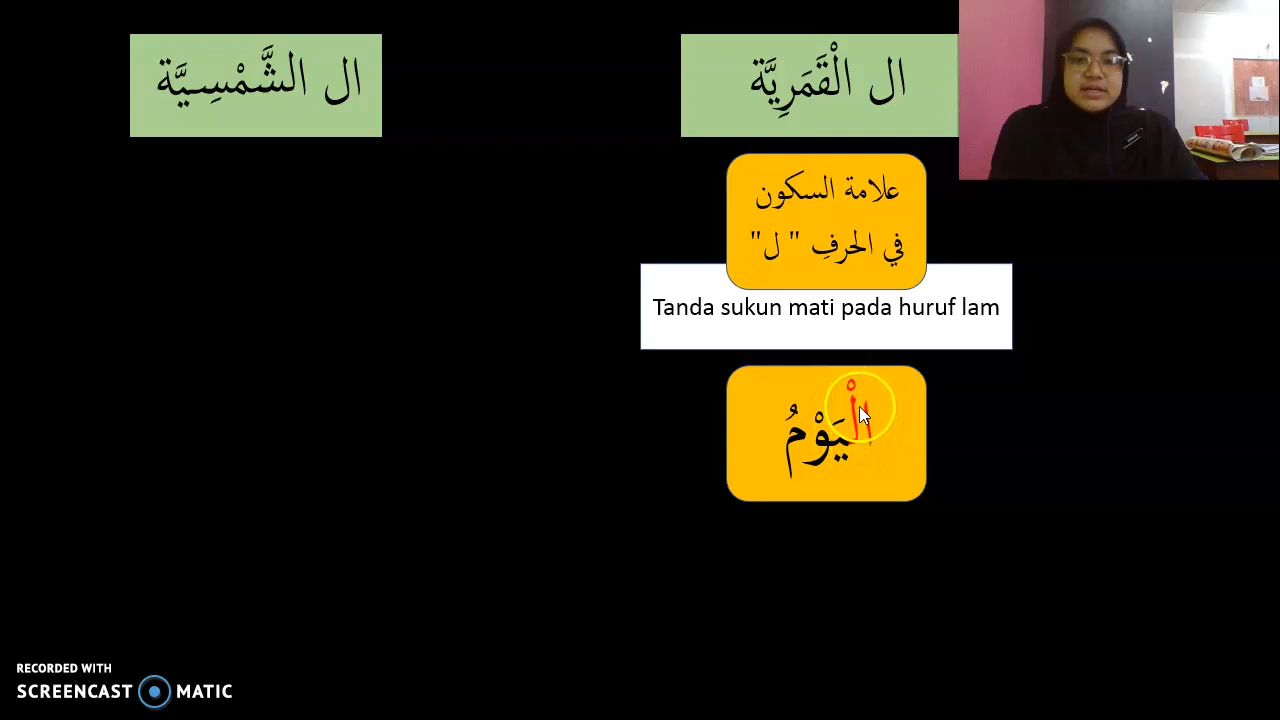 ال الشَّمْسِيَّة
ال الْقَمَرِيَّة
علامة السكون
في الحرفِ " ل"
Tanda sukun mati pada huruf lam
الْيَوْمُ
RECORDED WITH
SCREENCAST MATIC